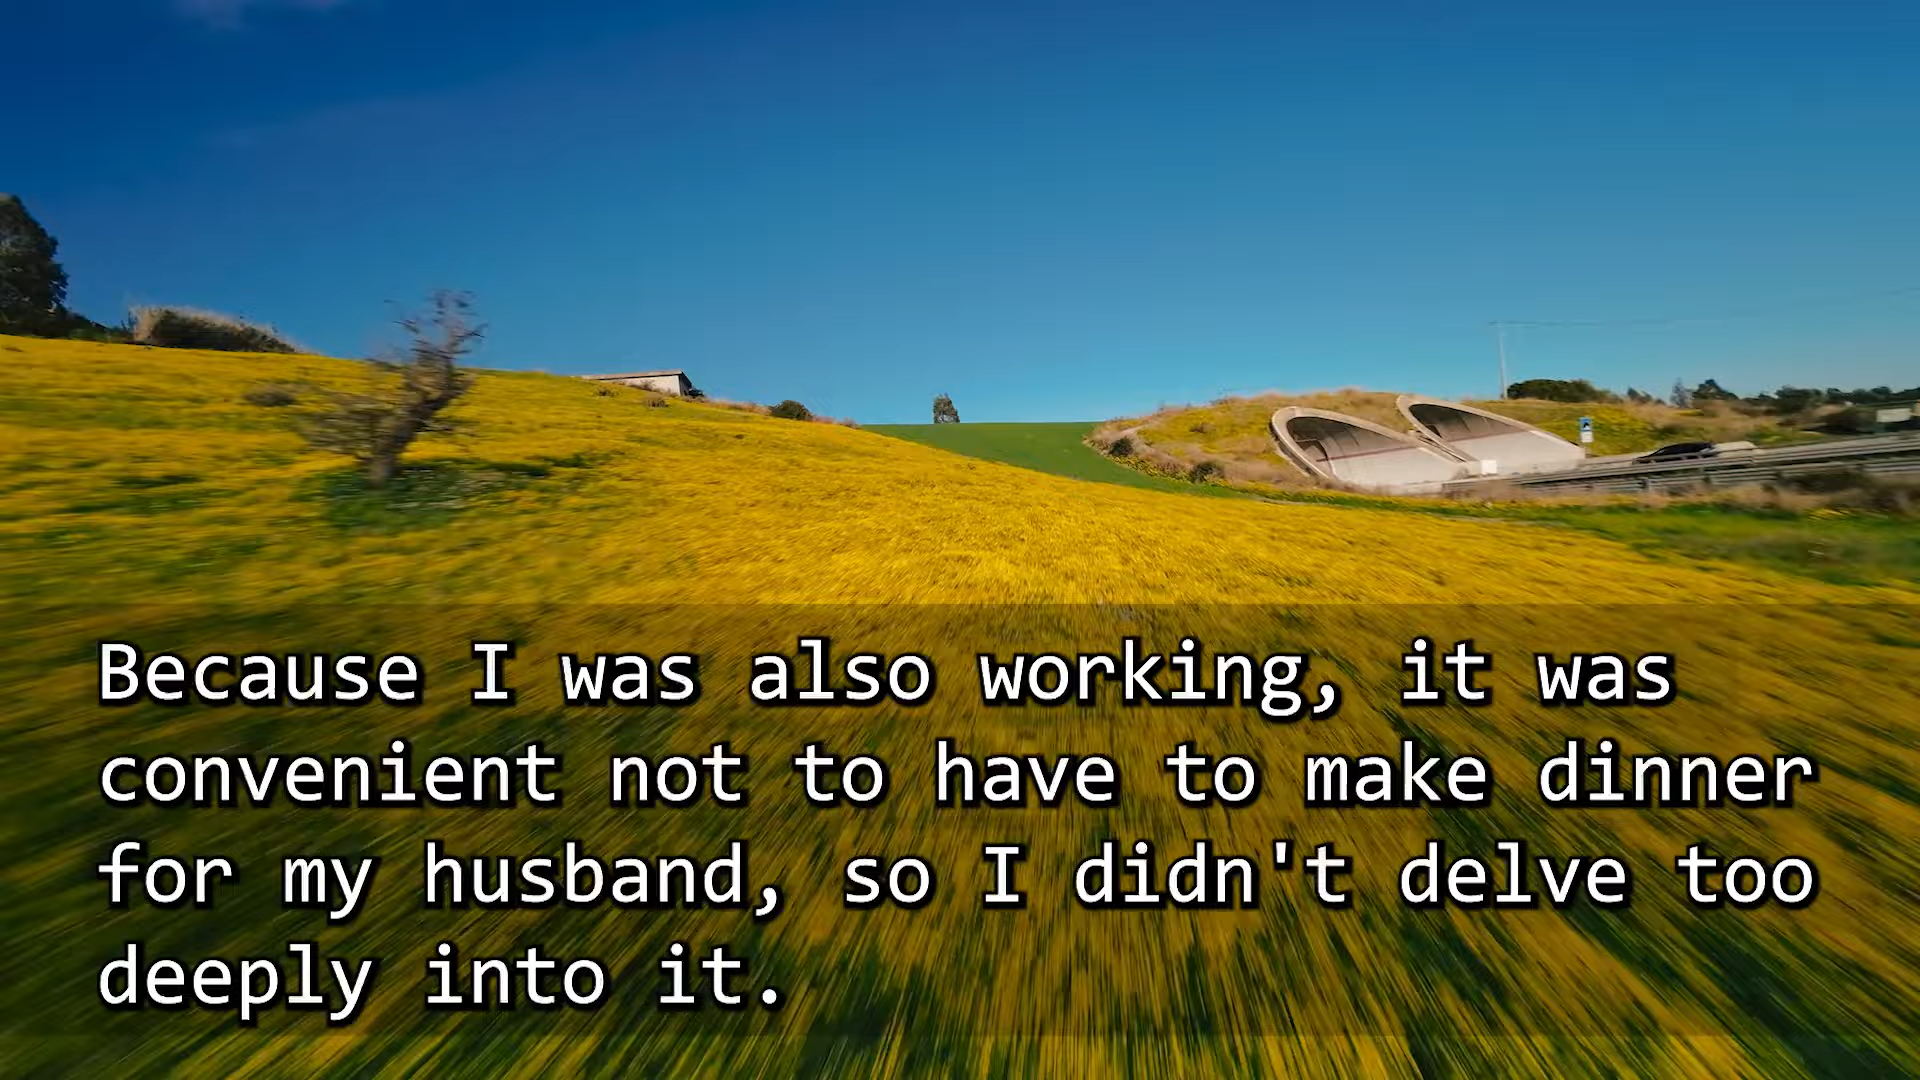 Because I was also working, it was
convenient not to have to make dinner
for my husband, so I didn't delve too
deeply into it.